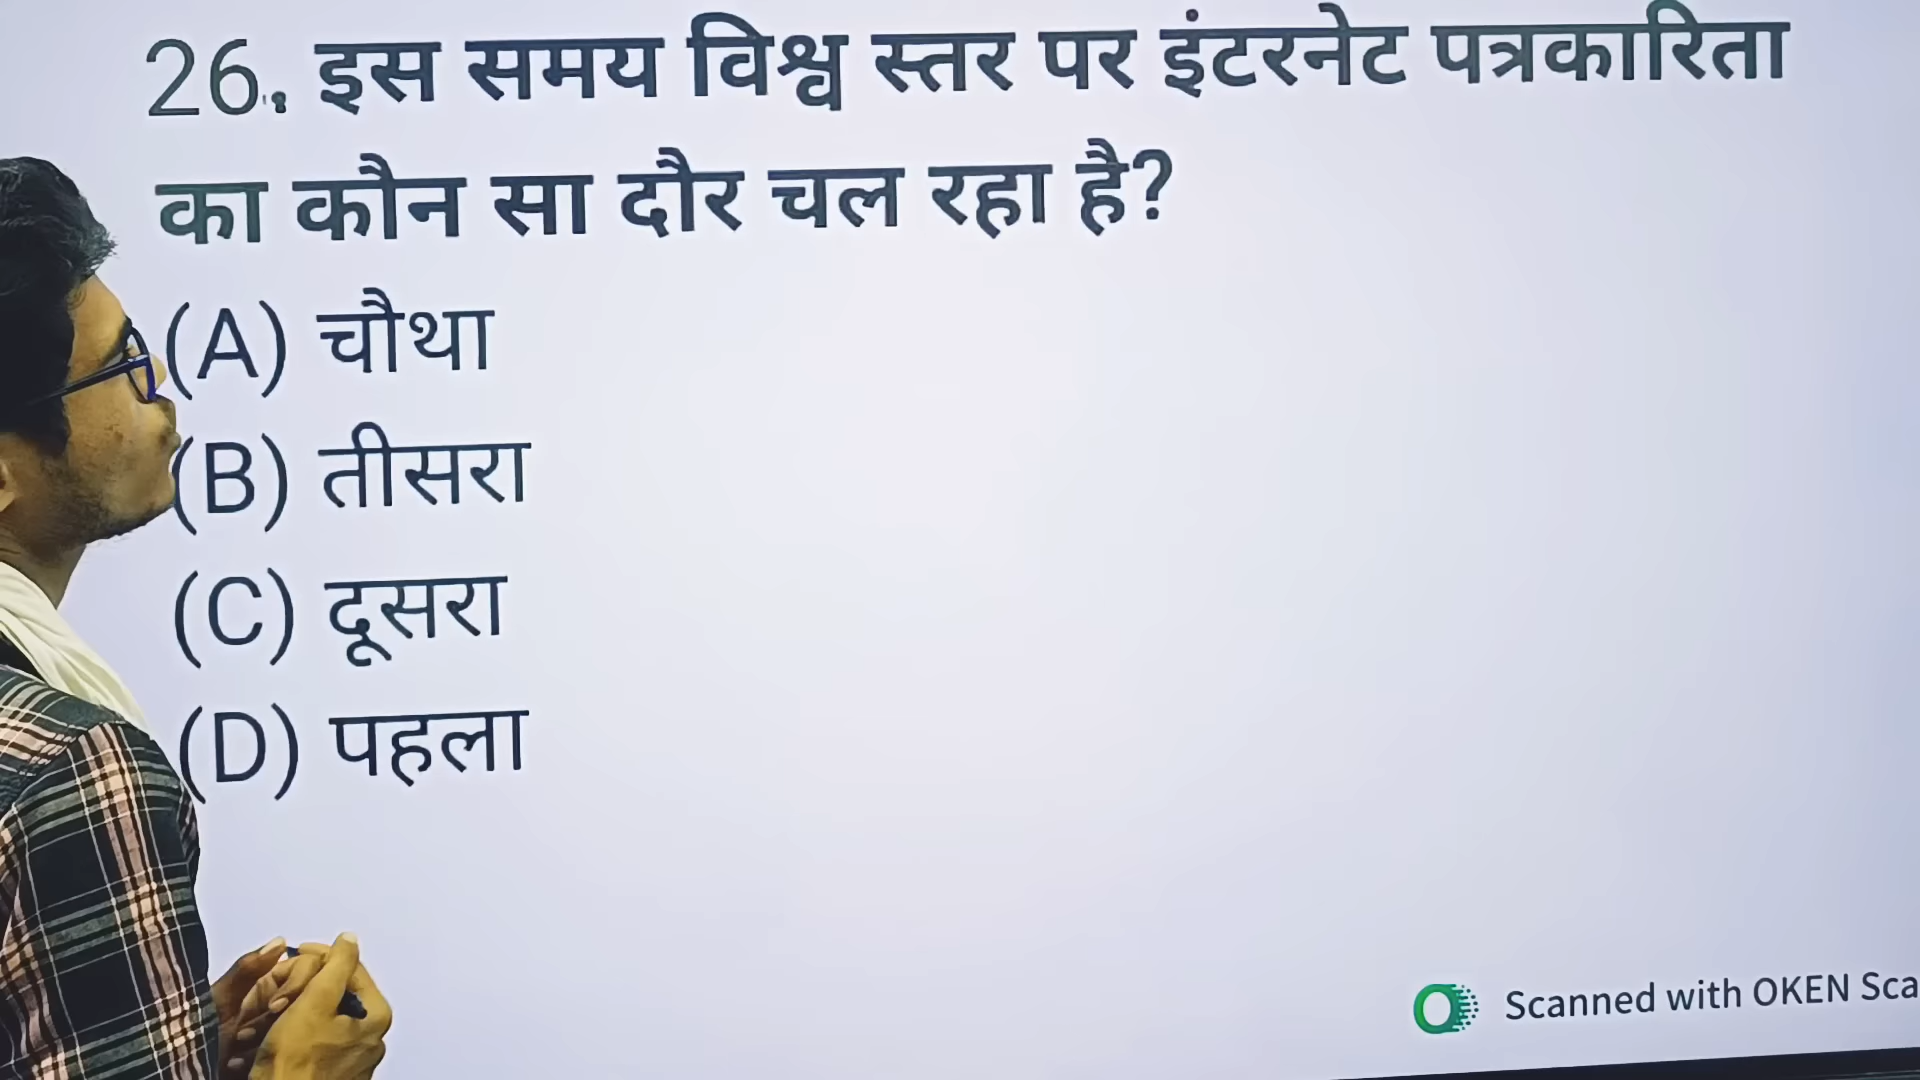 26.. इस समय विश्व स्तर पर इंटरनेट पत्रकारिता
का कौन सा दौर चल रहा है?
(A) चौथा
(B) तीसरा
(C) दूसरा
(D) पहला
Scanned with OKEN Sca